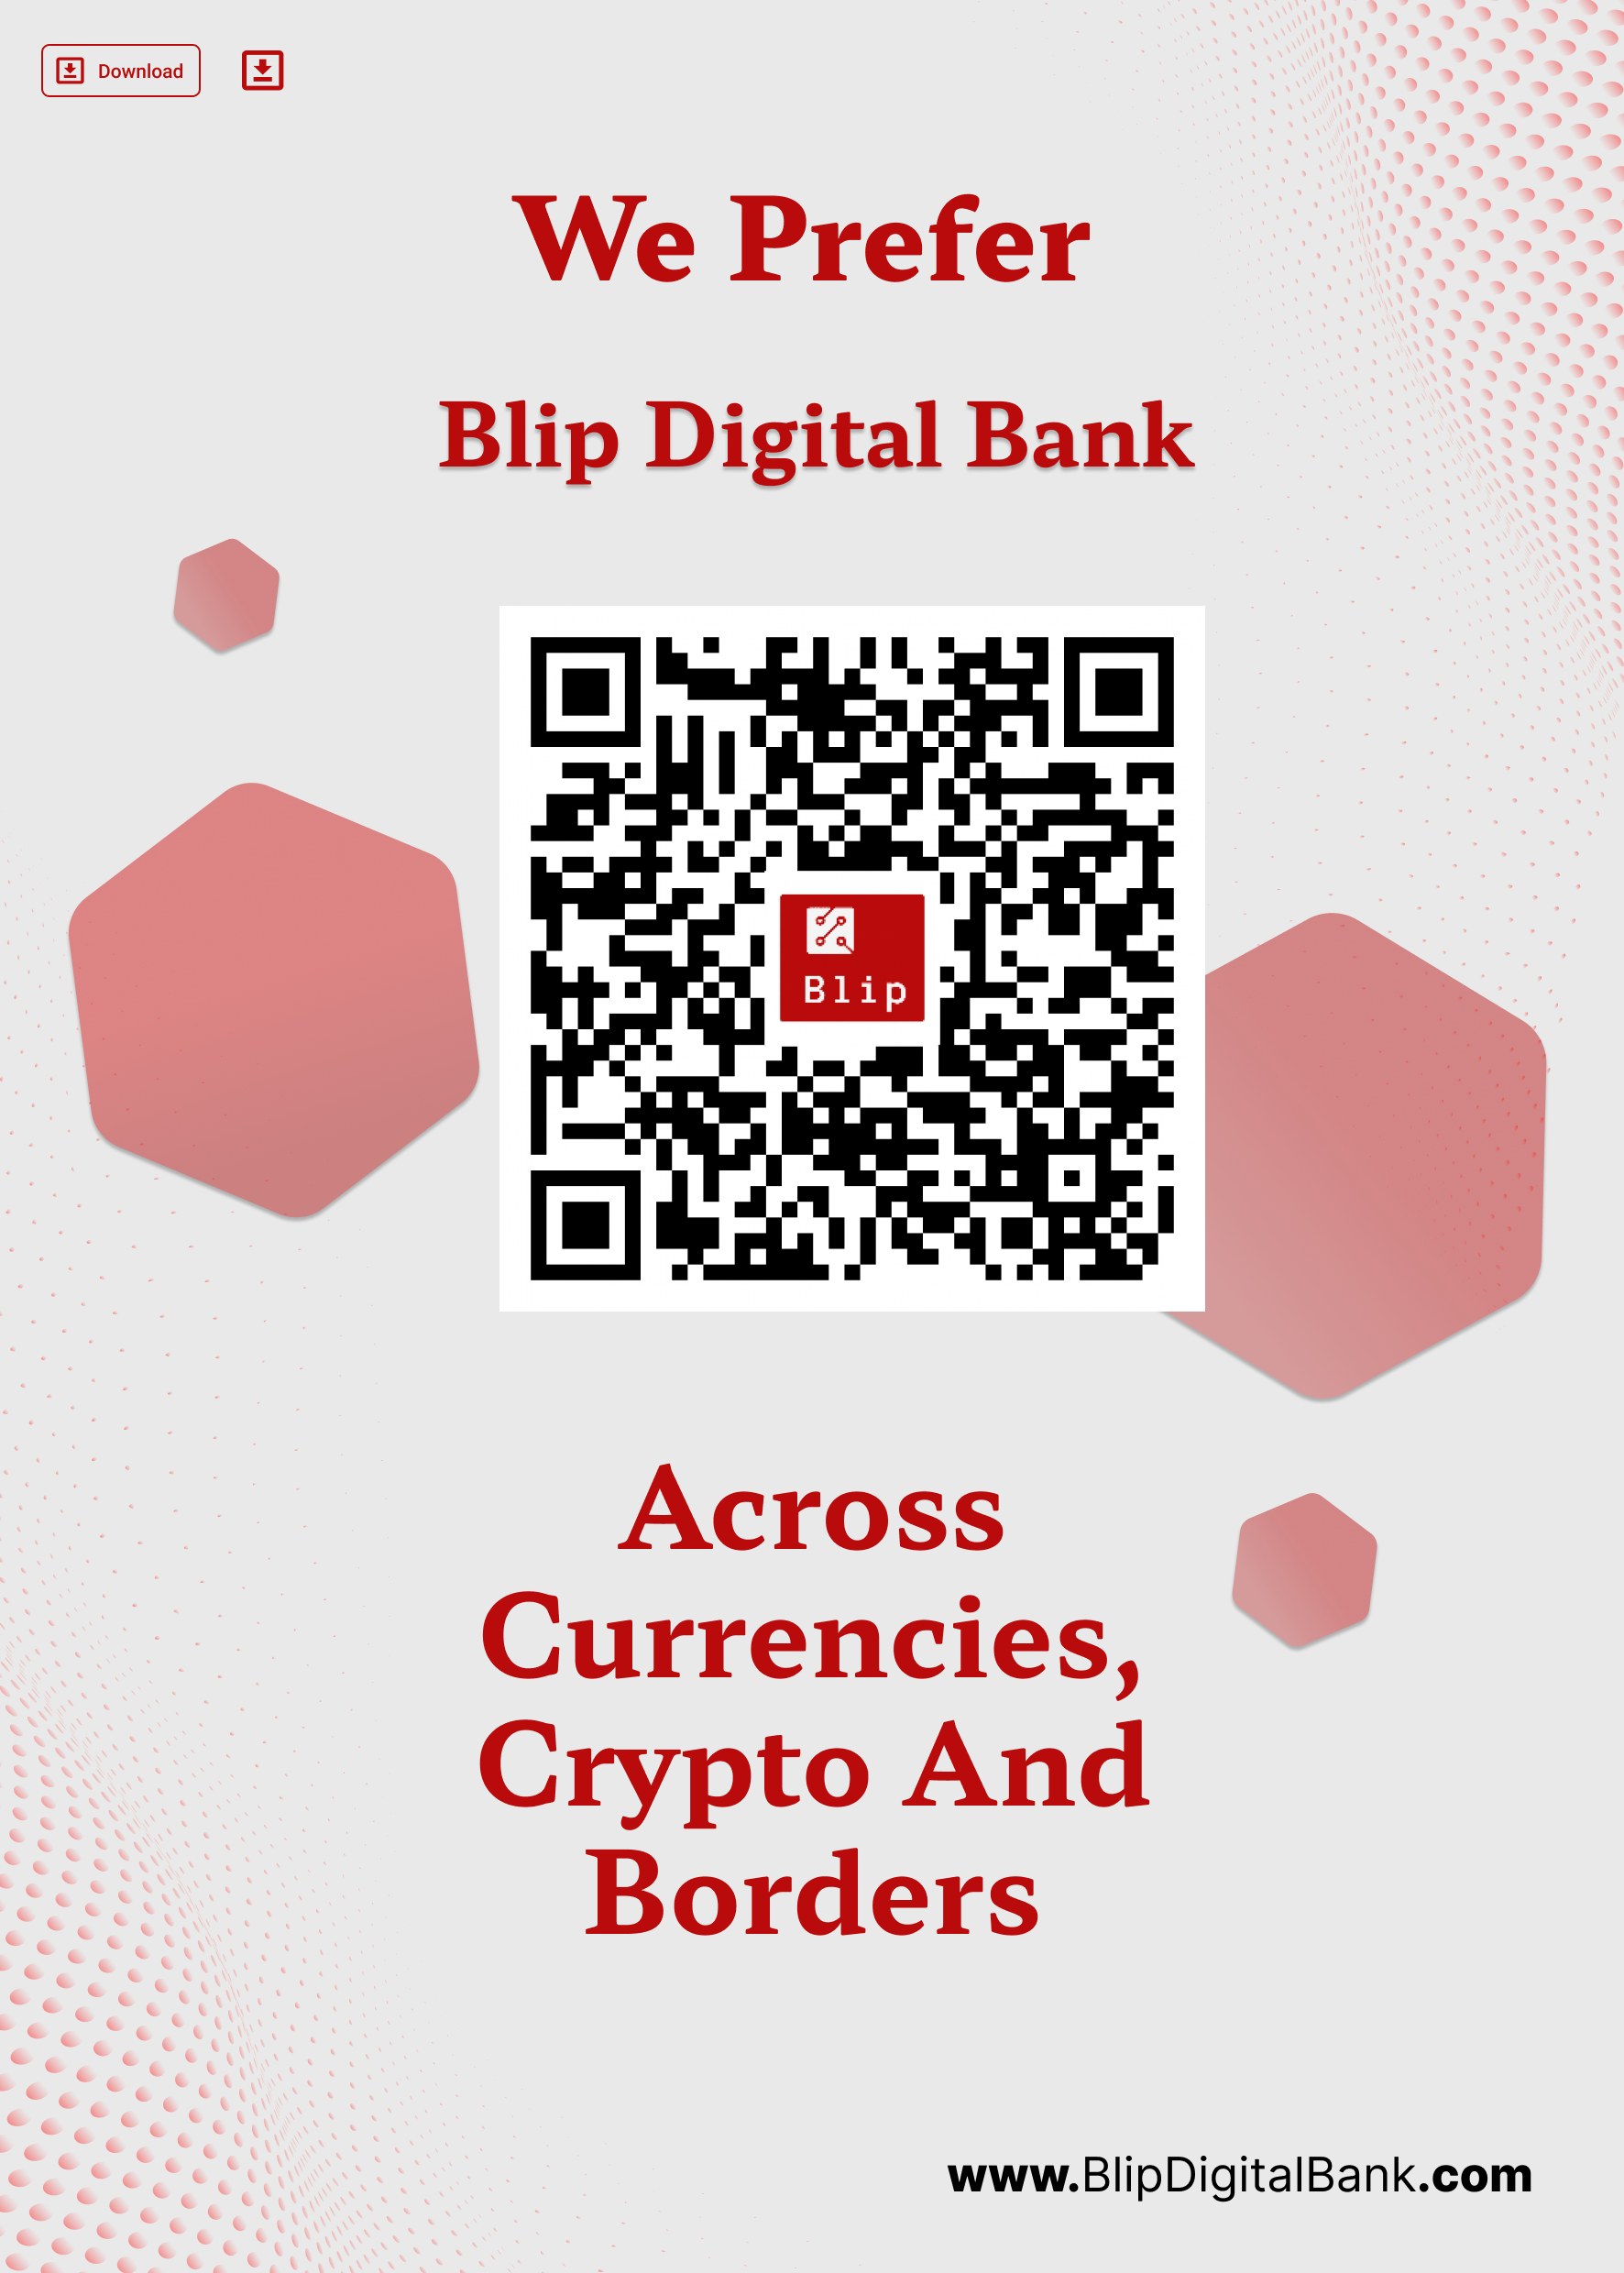 Download
We Prefer
Blip Digital Bank
Blip
Across
Currencies,
Crypto And
Borders
www.BlipDigitalBank.com